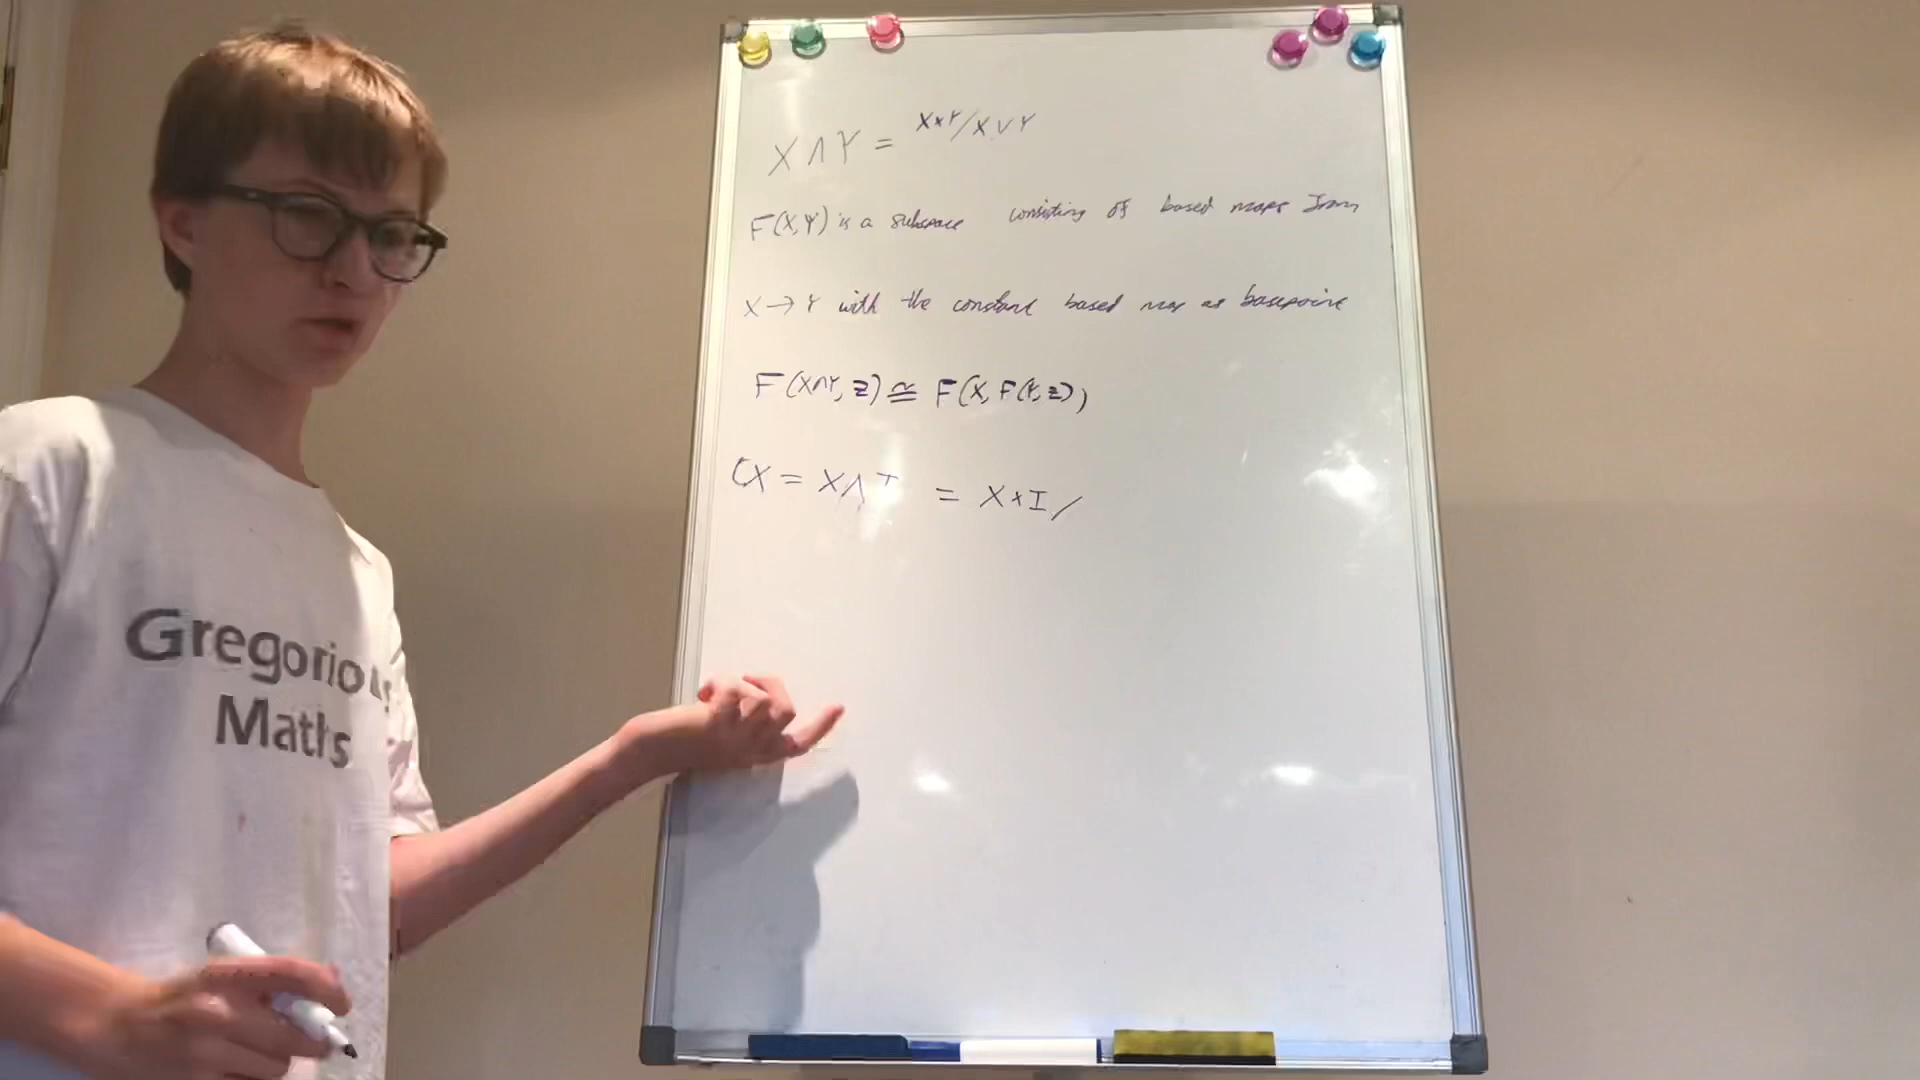 X ∧ Y = X×Y/X∨Y
F(X,Y) is a subspace consisting of based maps from
X → Y with the constant based map as basepoint
F(X∧Y, Z) ≅ F(X, F(Y, Z))
CX = X ∧ I = X×I/
Gregorious
Maths